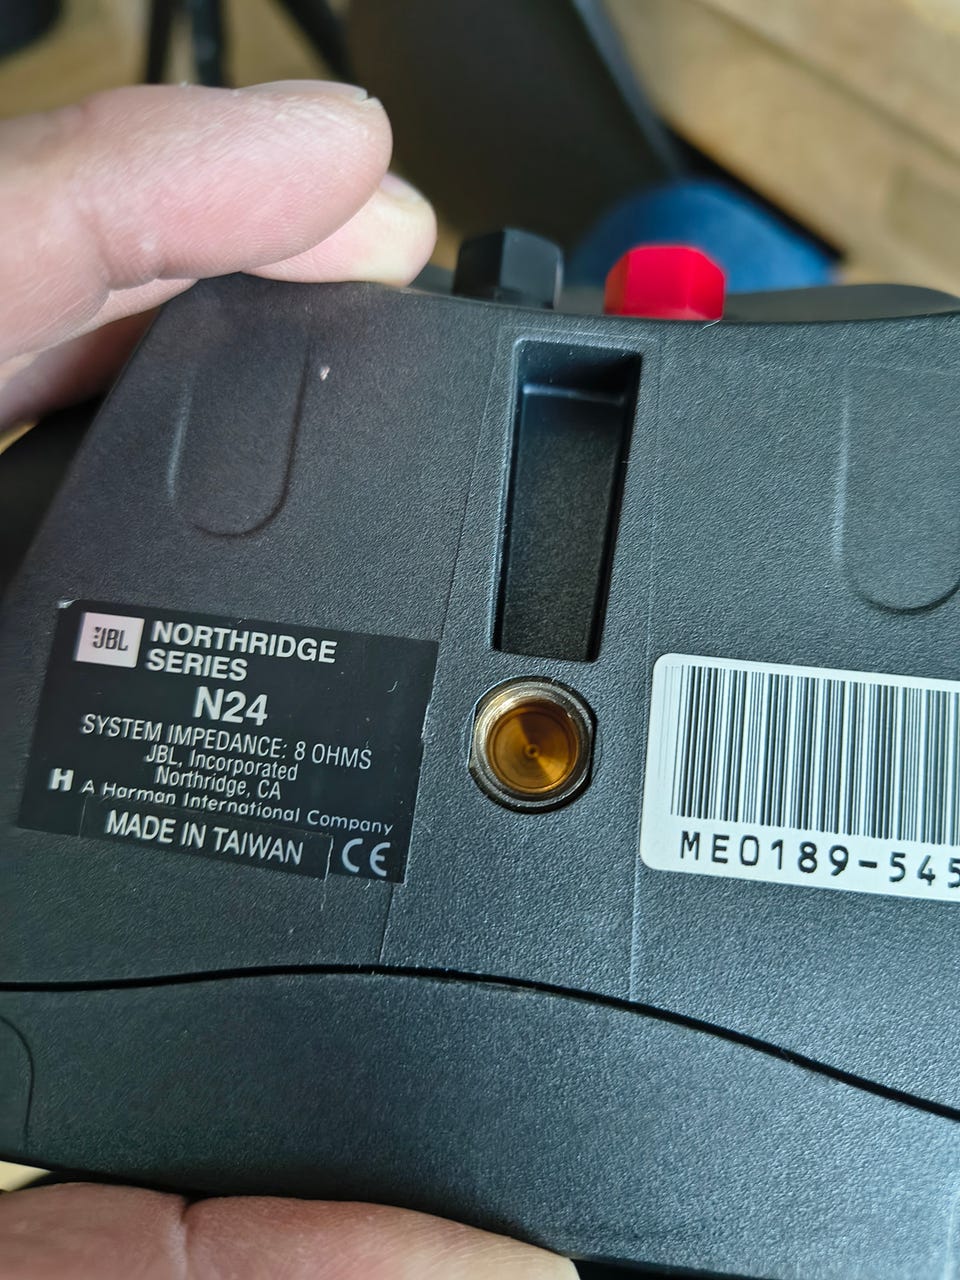 JBL
NORTHRIDGE
SERIES
N24
SYSTEM IMPEDANCE: 8 OHMS
JBL, Incorporated
Northridge, CA
H A Harman International Company
MADE IN TAIWAN CE
ME0189-545